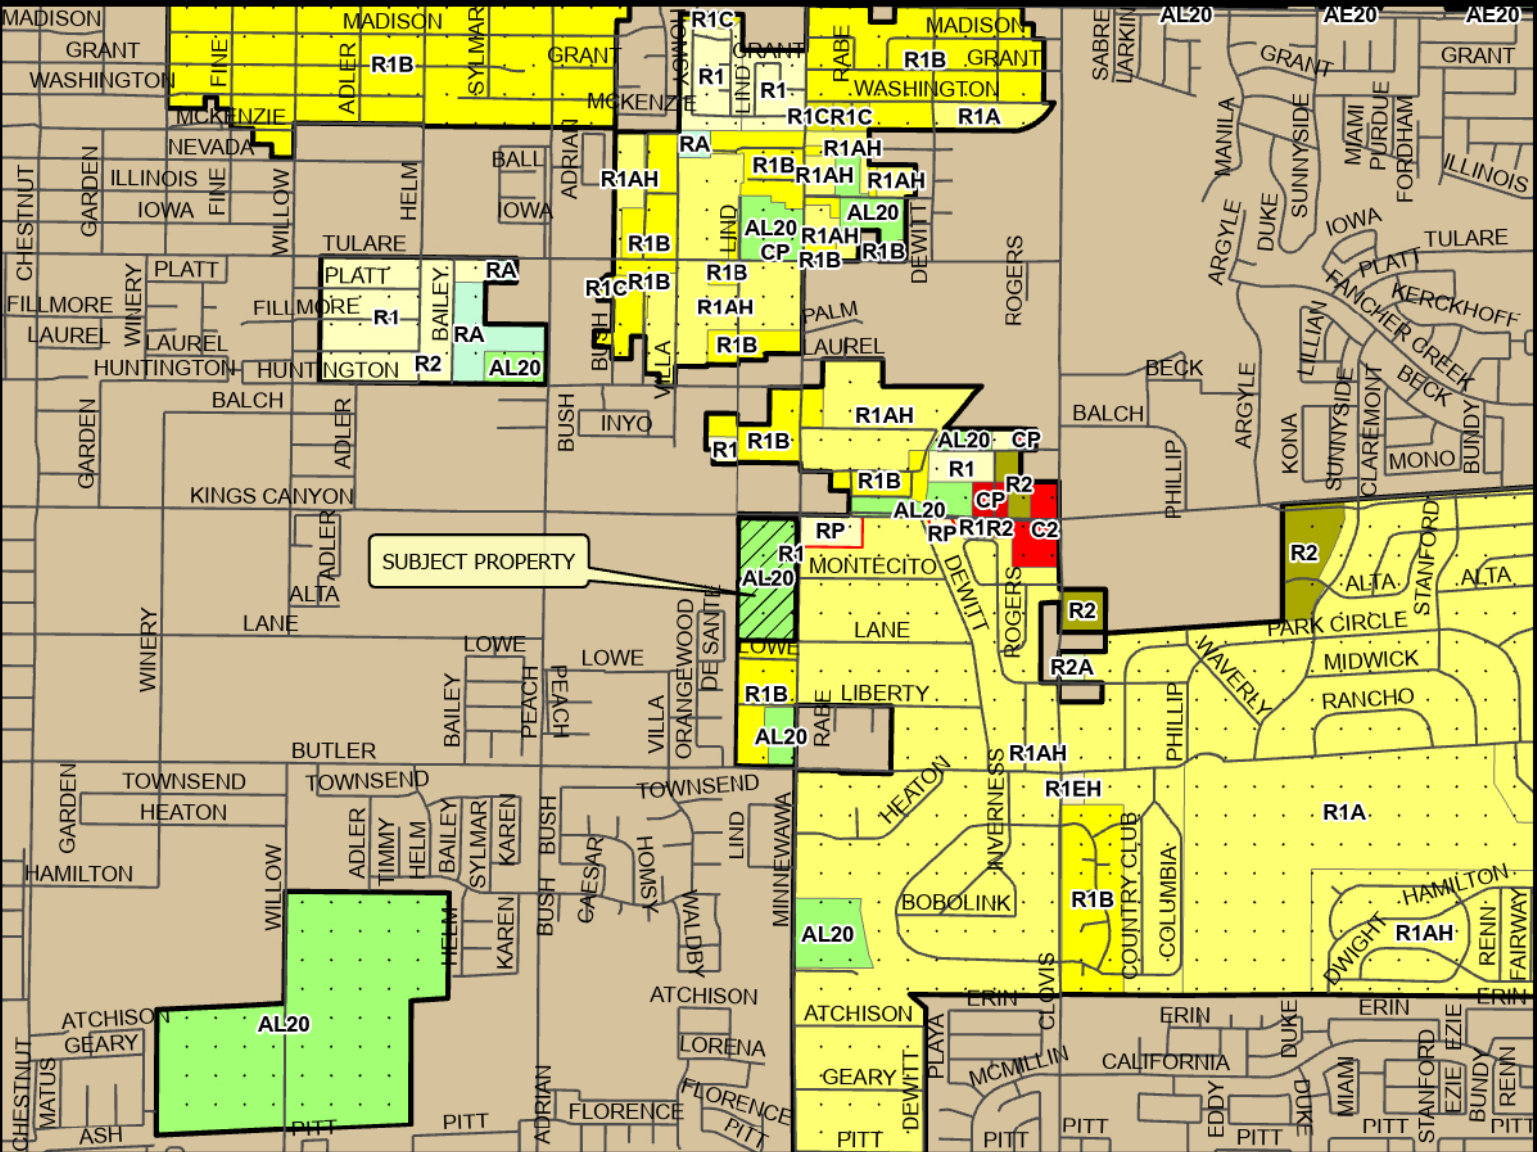 MADISON
MADISON
SYLMAR
HOMSY
R1C
RABE
MADISON
SABRE
LARKIN
AL20
AE20
AE20
GRANT
FINE
ADLER
R1B
GRANT
GRANT
R1B
GRANT
GRANT
GRANT
WASHINGTON
R1
LIND
R1
WASHINGTON
MCKENZIE
MCKENZIE
R1C
R1C
R1A
MANILA
SUNNYSIDE
MIAMI
PURDUE
FORDHAM
NEVADA
GARDEN
BALL
ADRIAN
RA
R1AH
ILLINOIS
CHESTNUT
ILLINOIS
FINE
WILLOW
HELM
R1AH
R1B
R1AH
R1AH
IOWA
IOWA
LIND
AL20
AL20
DEWITT
ARGYLE
DUKE
IOWA
TULARE
TULARE
R1B
CP
R1AH
R1B
R1B
ROGERS
PLATT
PLATT
BAILEY
RA
R1B
R1B
PLATT
WINERY
FILLMORE
FILLMORE
R1
R1C
R1AH
PALM
FANCHER CREEK
KERCKHOFF
LAUREL
LAUREL
RA
BUSH
R1B
LAUREL
LILLIAN
HUNTINGTON
HUNTINGTON
R2
AL20
VILLA
BECK
ARGYLE
BECK
BALCH
GARDEN
ADLER
BUSH
INYO
R1
R1B
R1AH
BALCH
PHILLIP
KONA
SUNNYSIDE
CLAREMONT
MONO
BUNDY
AL20
CP
R1
R2
KINGS CANYON
R1B
CP
AL20
ADLER
RP
RP
R1
R2
C2
R2
STANFORD
SUBJECT PROPERTY
R1
AL20
MONTECITO
DEWITT
ROGERS
ALTA
ALTA
ALTA
R2
WINERY
LANE
LANE
PARK CIRCLE
LOWE
LOWE
ORANGEWOOD
DE SANTE
LOWE
R2A
WAVERLY
MIDWICK
BAILEY
PEACH
PEACH
VILLA
R1B
LIBERTY
RABE
PHILLIP
RANCHO
AL20
BUTLER
R1AH
GARDEN
TOWNSEND
TOWNSEND
TOWNSEND
HEATON
INVERNESS
R1EH
HEATON
ADLER
TIMMY
HELM
BAILEY
SYLMAR
KAREN
BUSH
LIND
MINNEWAWA
R1A
HAMILTON
WILLOW
CAESAR
HOMSY
COUNTRY CLUB
COLUMBIA
HAMILTON
HELM
KAREN
BUSH
WALDBY
BOBOLINK
R1B
DWIGHT
R1AH
RENN
FAIRWAY
AL20
ATCHISON
CLOVIS
ERIN
ERIN
ERIN
ERIN
ATCHISON
AL20
ATCHISON
PLAYA
DUKE
EZIE
GEARY
CHESTNUT
MATUS
LORENA
MCMILLIN
CALIFORNIA
GEARY
DEWITT
STANFORD
EZIE
BUNDY
RENN
ADRIAN
FLORENCE
FLORENCE
EDDY
DUKE
MIAMI
ASH
PITT
PITT
PITT
PITT
PITT
PITT
PITT
PITT
PITT